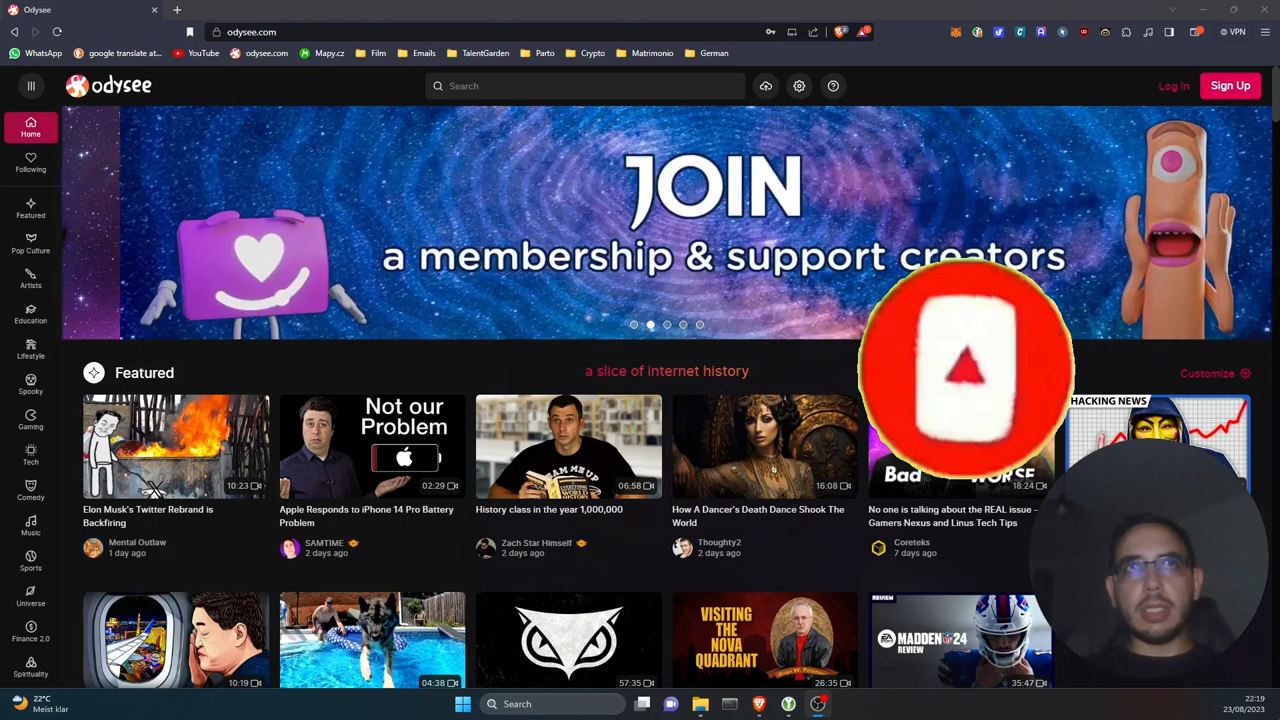 Odysee
odysee.com
VPN
WhatsApp
google translate at...
YouTube
odysee.com
Mapy.cz
Film
Emails
TalentGarden
Parto
Crypto
Matrimonio
German
odysee
Search
Log In
Sign Up
Home
Following
Featured
Pop Culture
Artists
Education
Lifestyle
Spooky
Gaming
Tech
Comedy
Music
Sports
Universe
Finance 2.0
Spirituality
JOIN
a membership & support creators
Featured
a slice of internet history
Customize
10:23
Elon Musk's Twitter Rebrand is
Backfiring
Mental Outlaw
1 day ago
Not our
Problem
02:29
Apple Responds to iPhone 14 Pro Battery
Problem
SAMTIME
2 days ago
06:58
History class in the year 1,000,000
Zach Star Himself
2 days ago
16:08
How A Dancer's Death Dance Shook The
World
Thoughty2
2 days ago
Bad
WORSE
18:24
No one is talking about the REAL issue -
Gamers Nexus and Linus Tech Tips
Coreteks
7 days ago
HACKING NEWS
10:19
04:38
57:35
VISITING
THE
NOVA
QUADRANT
26:35
REVIEW
EA MADDEN NFL 24
REVIEW
35:47
22°C
Meist klar
Search
22:19
23/08/2023